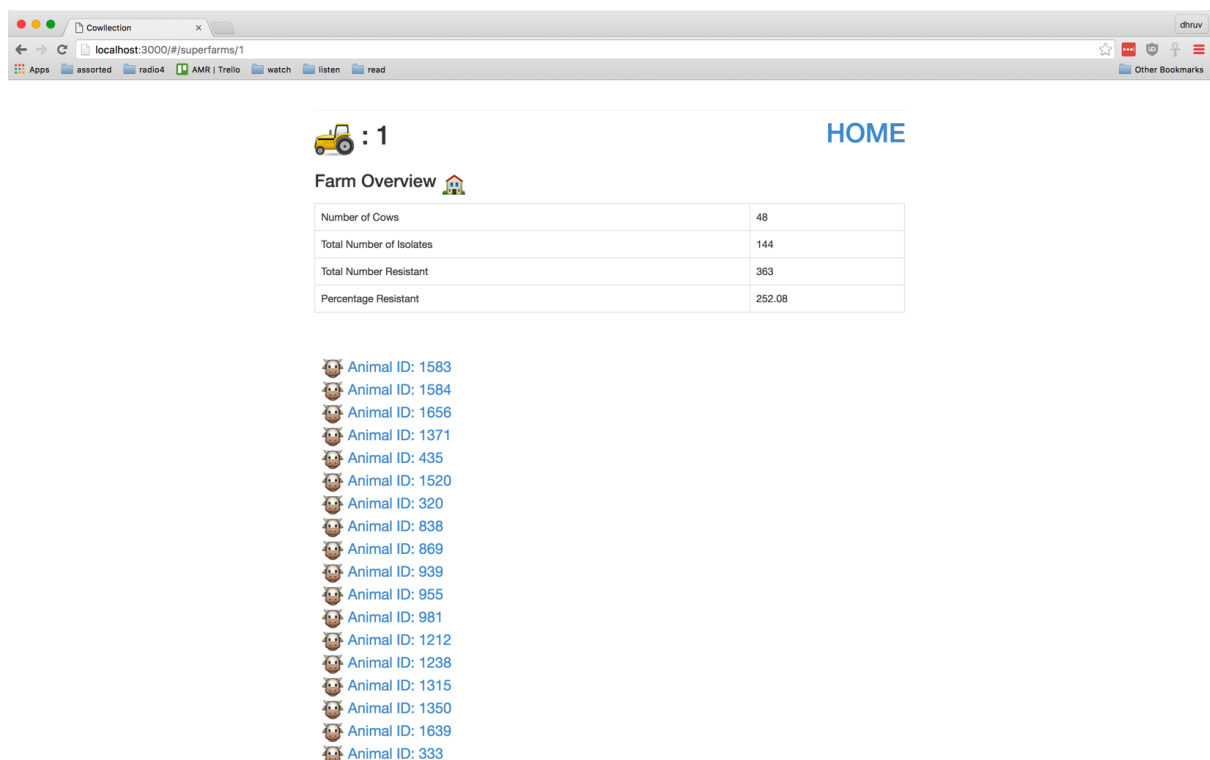 Cowllection
dhruv
localhost:3000/#/superfarms/1
Apps assorted radio4 AMR | Trello watch listen read Other Bookmarks
: 1 HOME
Farm Overview
Number of Cows 48
Total Number of Isolates 144
Total Number Resistant 363
Percentage Resistant 252.08
Animal ID: 1583
Animal ID: 1584
Animal ID: 1656
Animal ID: 1371
Animal ID: 435
Animal ID: 1520
Animal ID: 320
Animal ID: 838
Animal ID: 869
Animal ID: 939
Animal ID: 955
Animal ID: 981
Animal ID: 1212
Animal ID: 1238
Animal ID: 1315
Animal ID: 1350
Animal ID: 1639
Animal ID: 333